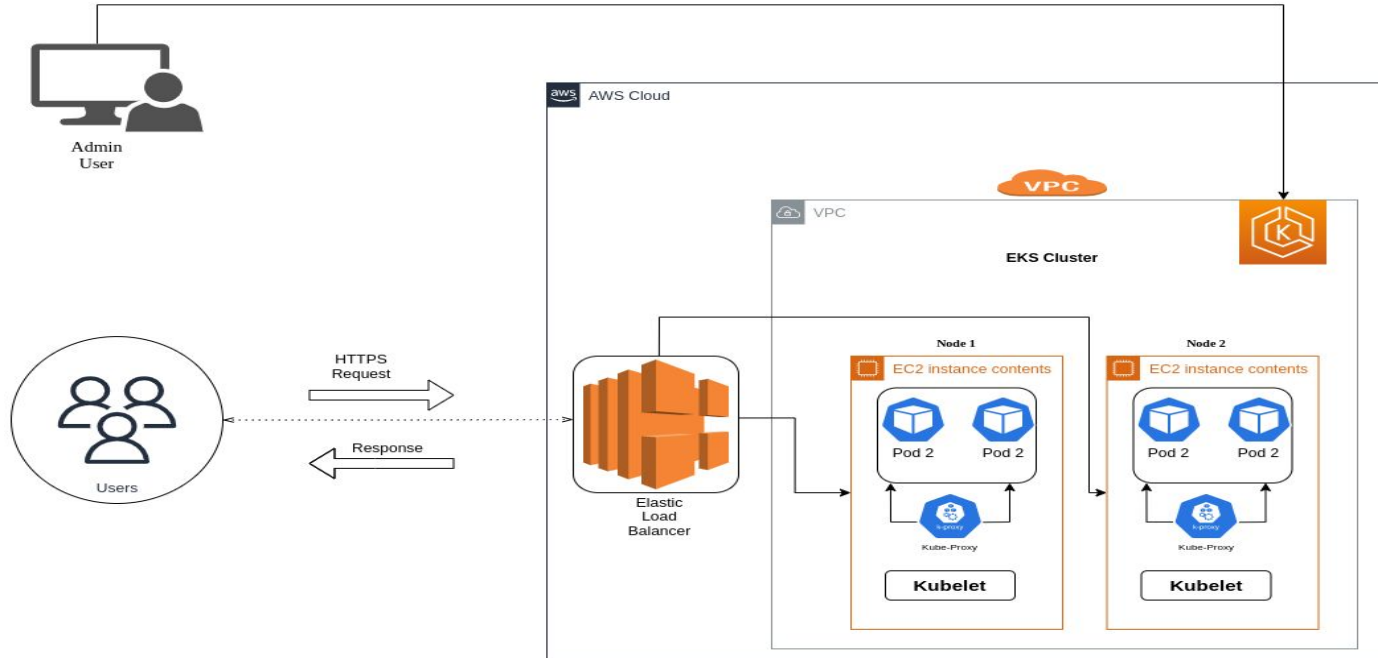 Admin
User
aws
AWS Cloud
VPC
VPC
K
EKS Cluster
Node 1
Node 2
EC2 instance contents
EC2 instance contents
HTTPS
Request
Response
Users
Elastic
Load
Balancer
Pod 2
Pod 2
Pod 2
Pod 2
k-proxy
k-proxy
Kube-Proxy
Kube-Proxy
Kubelet
Kubelet